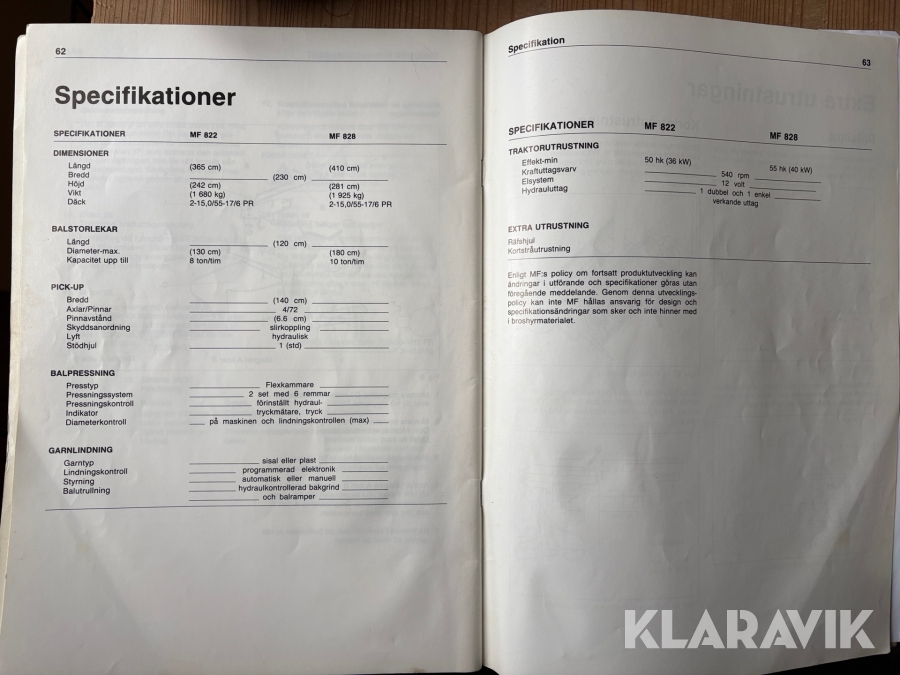 62
Specifikationer
SPECIFIKATIONER MF 822 MF 828
DIMENSIONER
Längd (365 cm) (410 cm)
Bredd (230 cm)
Höjd (242 cm) (281 cm)
Vikt (1 680 kg) (1 925 kg)
Däck 2-15,0/55-17/6 PR 2-15,0/55-17/6 PR
BALSTORLEKAR
Längd (120 cm)
Diameter-max. (130 cm) (180 cm)
Kapacitet upp till 8 ton/tim 10 ton/tim
PICK-UP
Bredd (140 cm)
Axlar/Pinnar 4/72
Pinnavstånd (6.6 cm)
Skyddsanordning slirkoppling
Lyft hydraulisk
Stödhjul 1 (std)
BALPRESSNING
Presstyp Flexkammare
Pressningssystem 2 set med 6 remmar
Pressningskontroll förinställt hydraul-
Indikator tryckmätare, tryck
Diameterkontroll på maskinen och lindningskontrollen (max)
GARNLINDNING
Garntyp sisal eller plast
Lindningskontroll programmerad elektronik
Styrning automatisk eller manuell
Balutrullning hydraulkontrollerad bakgrind
och balramper
Specifikation
63
SPECIFIKATIONER MF 822 MF 828
TRAKTORUTRUSTNING
Effekt-min 50 hk (36 kW) 55 hk (40 kW)
Kraftuttagsvarv 540 rpm
Elsystem 12 volt
Hydrauluttag 1 dubbel och 1 enkel
verkande uttag
EXTRA UTRUSTNING
Räfshjul
Kortstråutrustning
Enligt MF:s policy om fortsatt produktutveckling kan
ändringar i utförande och specifikationer göras utan
föregående meddelande. Genom denna utvecklings-
policy kan inte MF hållas ansvarig för design och
specifikationsändringar som sker och inte hinner med
i broshyrmaterialet.
KLARAVIK